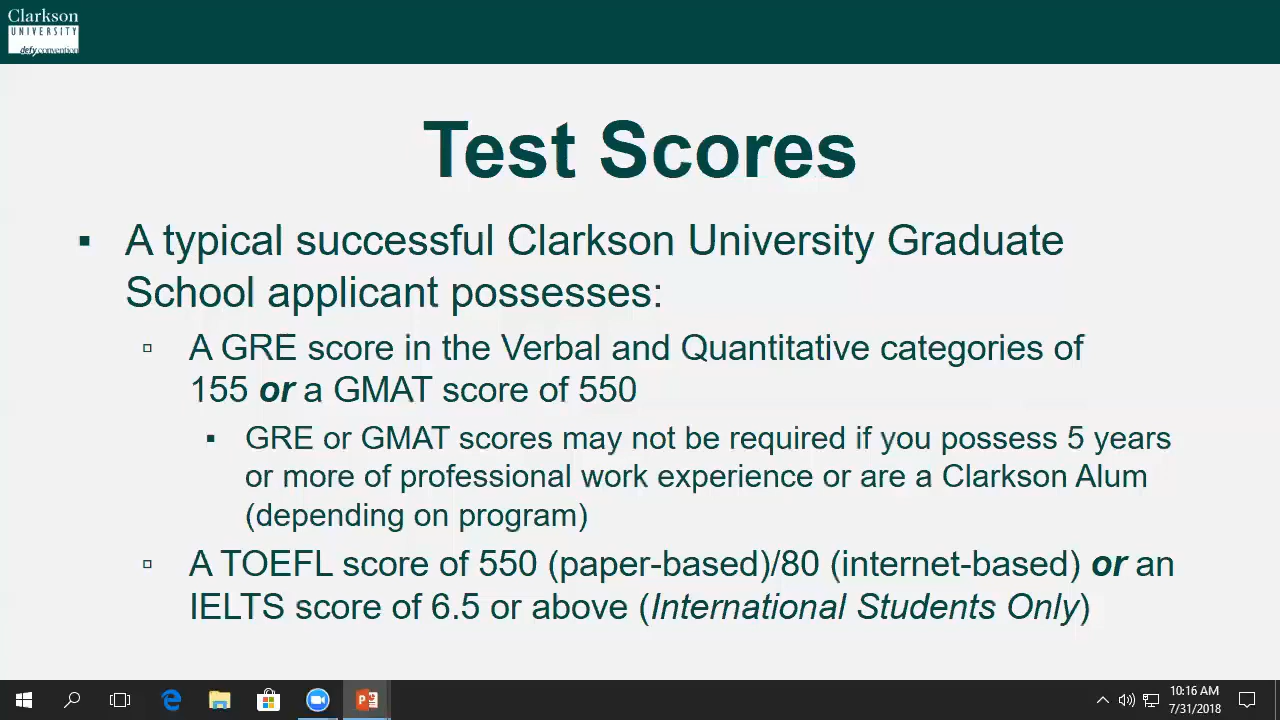 Clarkson
UNIVERSITY
defy convention
Test Scores
▪ A typical successful Clarkson University Graduate
School applicant possesses:
▫ A GRE score in the Verbal and Quantitative categories of
155 or a GMAT score of 550
▪ GRE or GMAT scores may not be required if you possess 5 years
or more of professional work experience or are a Clarkson Alum
(depending on program)
▫ A TOEFL score of 550 (paper-based)/80 (internet-based) or an
IELTS score of 6.5 or above (International Students Only)
10:16 AM
7/31/2018